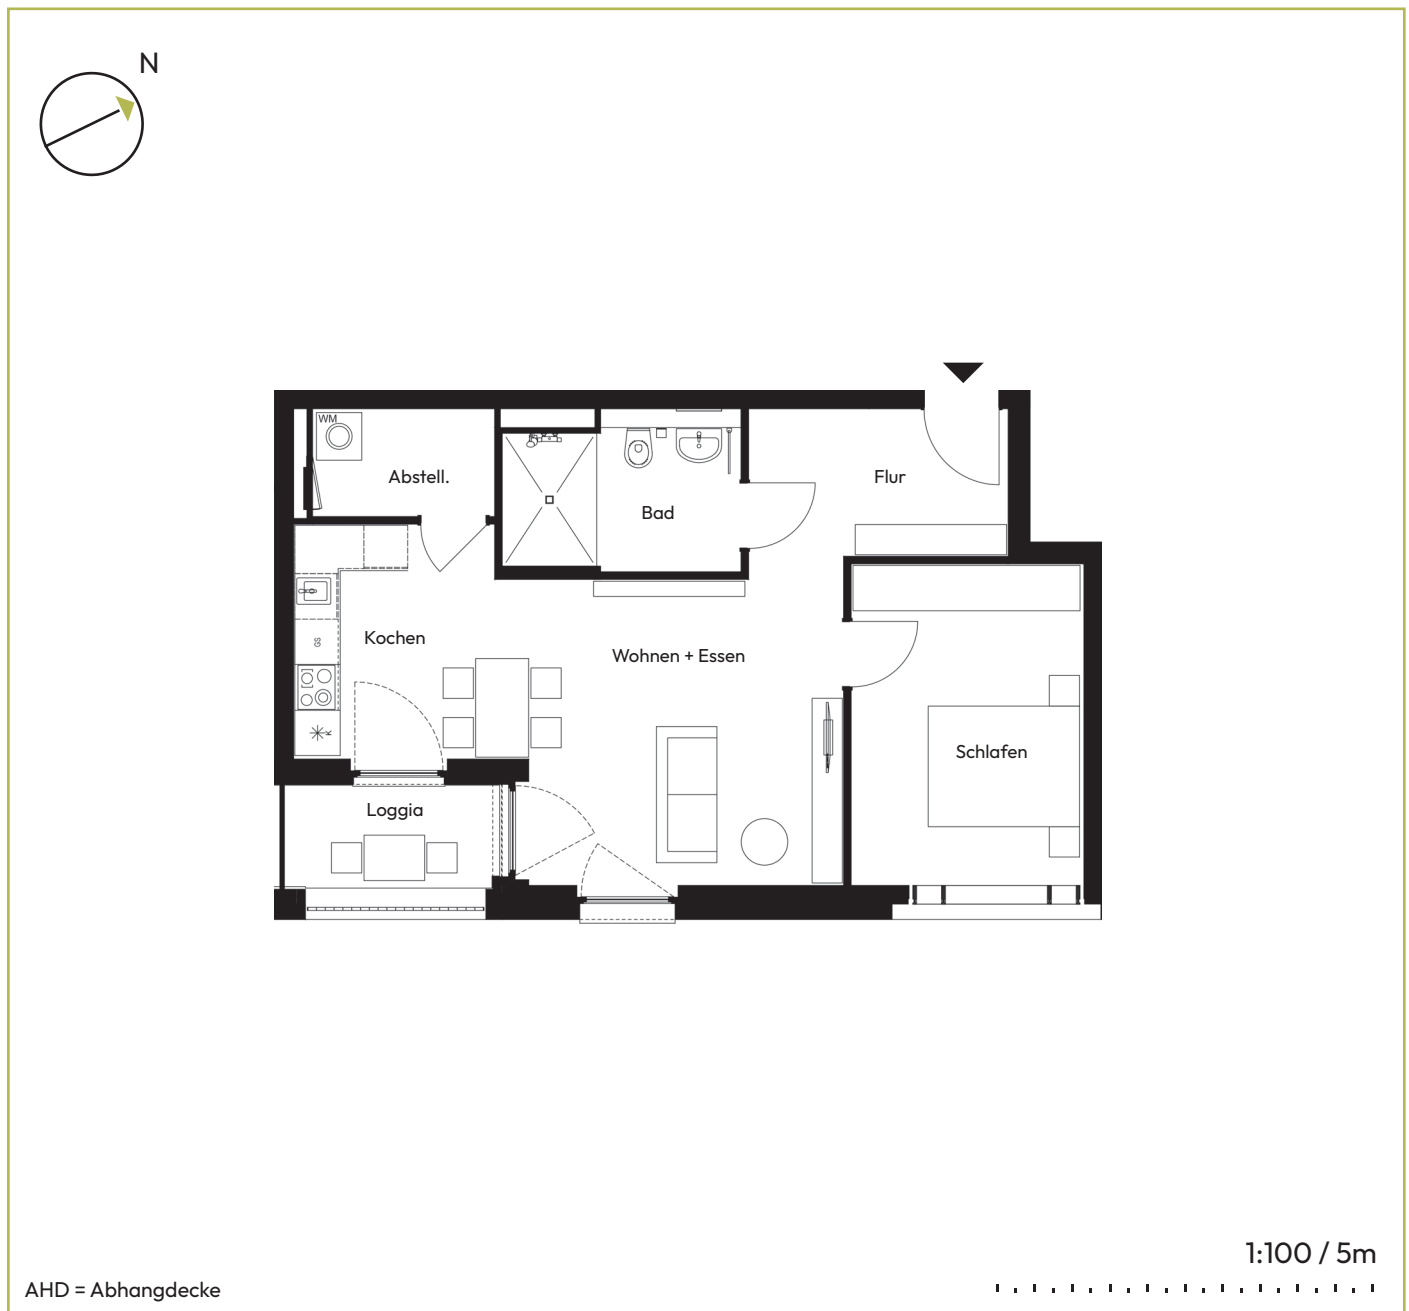 N
WM
Abstell.
Flur
Bad
GS
Kochen
Wohnen + Essen
K
Schlafen
Loggia
1:100 / 5m
AHD = Abhangdecke